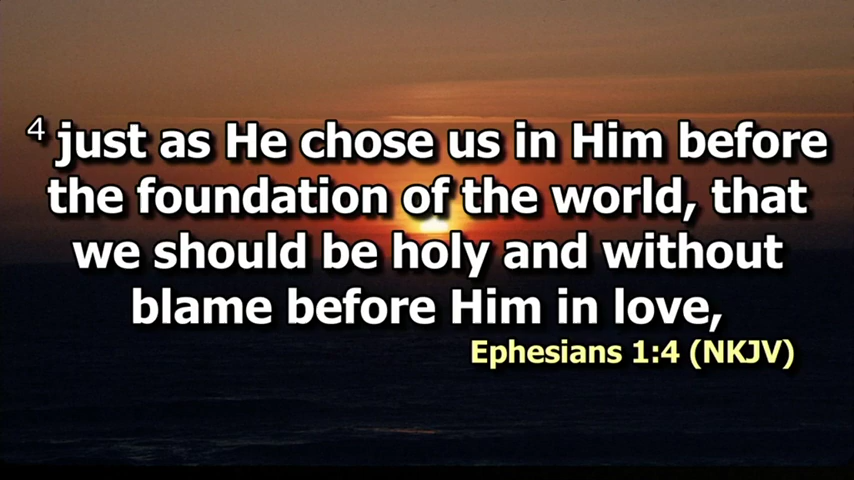 4 just as He chose us in Him before
the foundation of the world, that
we should be holy and without
blame before Him in love,
Ephesians 1:4 (NKJV)